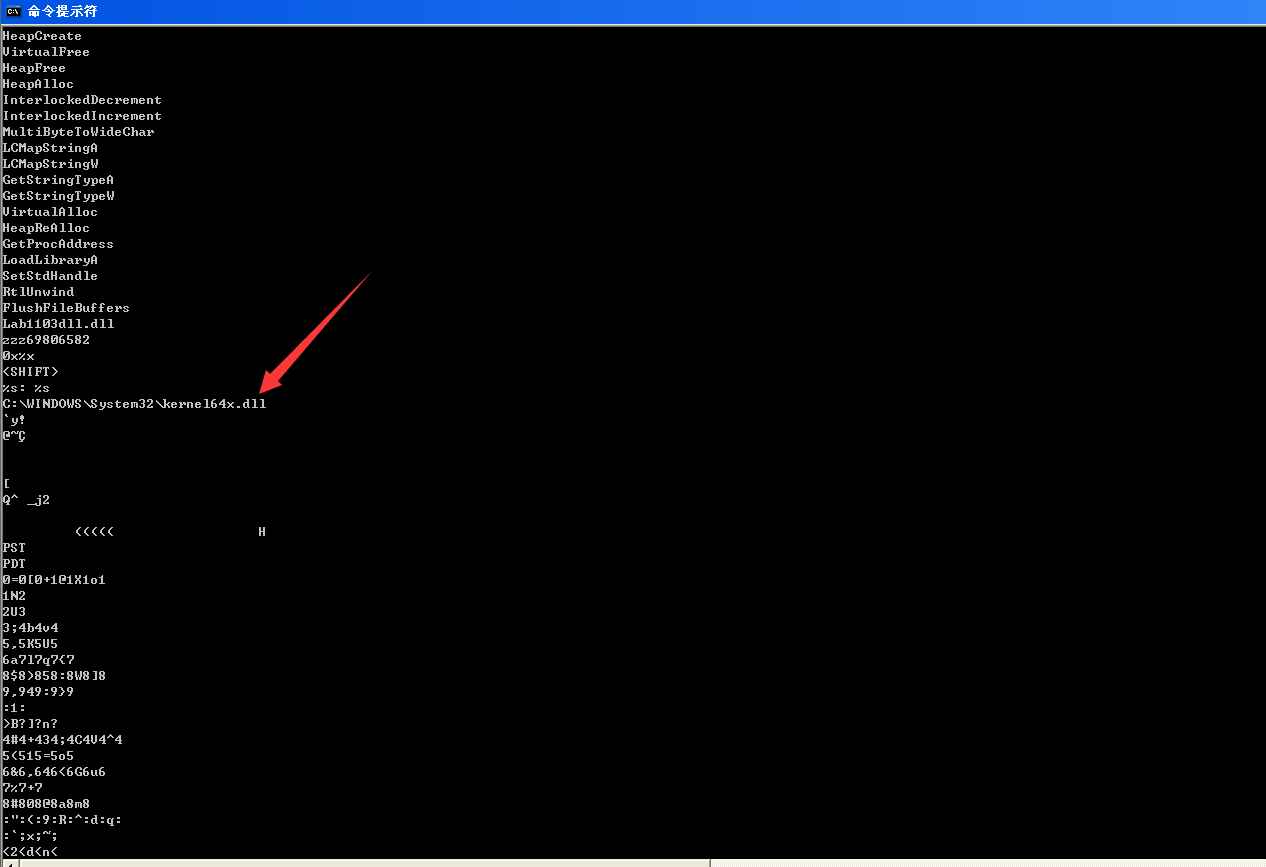 命令提示符
HeapCreate
VirtualFree
HeapFree
HeapAlloc
InterlockedDecrement
InterlockedIncrement
MultiByteToWideChar
LCMapStringA
LCMapStringW
GetStringTypeA
GetStringTypeW
VirtualAlloc
HeapReAlloc
GetProcAddress
LoadLibraryA
SetStdHandle
RtlUnwind
FlushFileBuffers
Lab1103dll.dll
zzz69806582
0x%x
<SHIFT>
%s: %s
C:\WINDOWS\System32\kernel64x.dll
`y!
@~Ç
[
Q^ _j2
<<<<< H
PST
PDT
0=0[0+1@1X1o1
1N2
2U3
3;4b4v4
5,5K5U5
6a7l7q7<7
8$8>858:8W8]8
9,949:9>9
:1:
>B?]?n?
4#4+434;4C4V4^4
5<515=5o5
6&6,646<6G6u6
7%7+7
8#808@8a8m8
:":(:9:R:^:d:q:
:`;x;~;
<2<d<n<